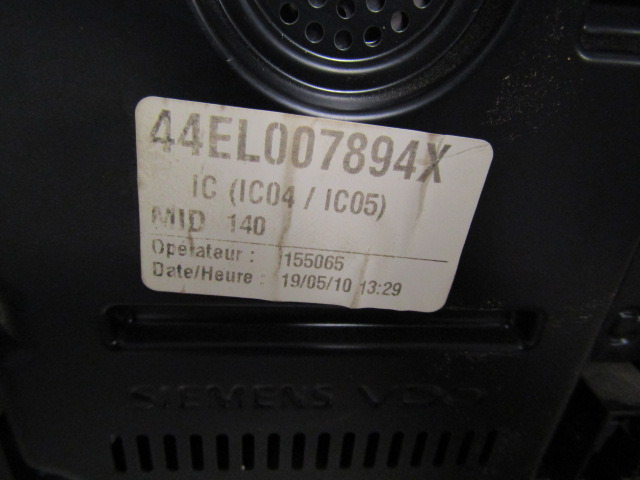 44EL007894X
IC (IC04 / IC05)
MID 140
Opérateur : 155065
Date/Heure : 19/05/10 13:29
SIEMENS VDO